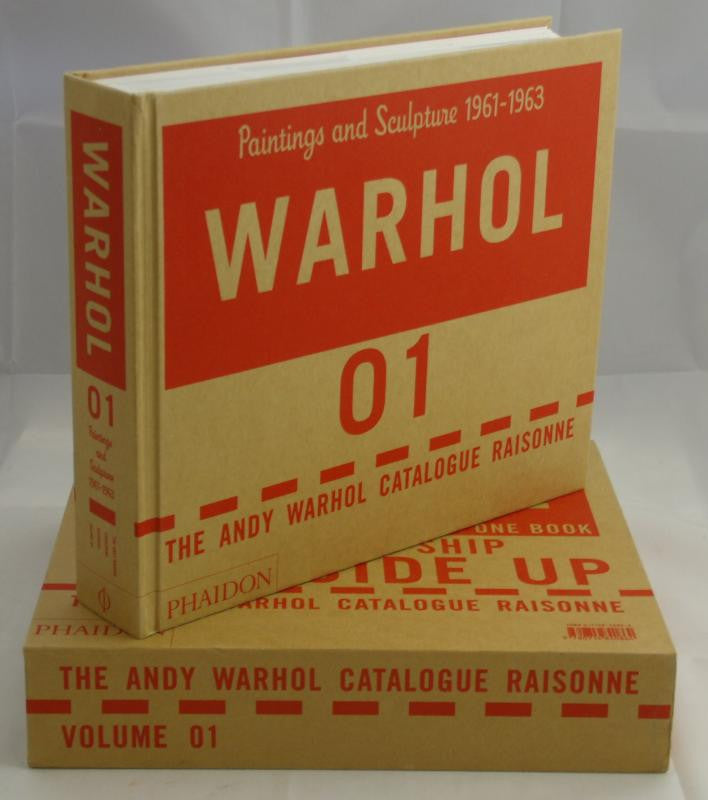 Paintings and Sculpture 1961-1963
WARHOL
01
THE ANDY WARHOL CATALOGUE RAISONNE
PHAIDON
WARHOL
01
Paintings
and
Sculpture
1961-1963
ONE BOOK
SHIP
SIDE UP
WARHOL CATALOGUE RAISONNE
PHAIDON
THE ANDY WARHOL CATALOGUE RAISONNE
VOLUME 01